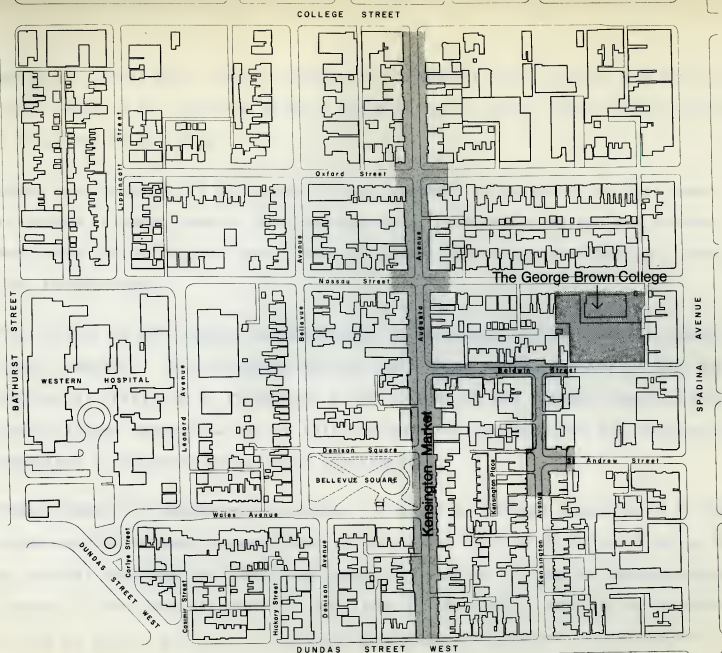 COLLEGE STREET
Lippincott Street
Oxford Street
Avenue
Avenue
Nassau Street
The George Brown College
BATHURST STREET
Bellevue
Augusta
SPADINA AVENUE
Baldwin Street
WESTERN HOSPITAL
Leonard Avenue
Kensington Market
Denison Square
Kensington Place
St Andrew Street
BELLEVUE SQUARE
Wales Avenue
Avenue
Kensington
Carlye Street
Avenue
Denison
DUNDAS STREET WEST
Casimir Street
Hickory Street
DUNDAS STREET WEST